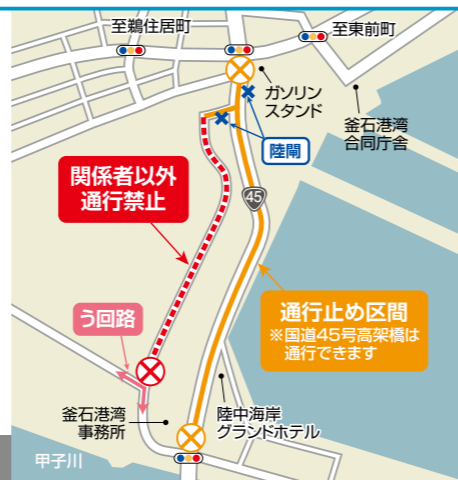 至鵜住居町
至東前町
ガソリン
スタンド
釜石港湾
合同庁舎
陸閘
関係者以外
通行禁止
45
う回路
通行止め区間
※国道45号高架橋は
通行できます
釜石港湾
事務所
陸中海岸
グランドホテル
甲子川